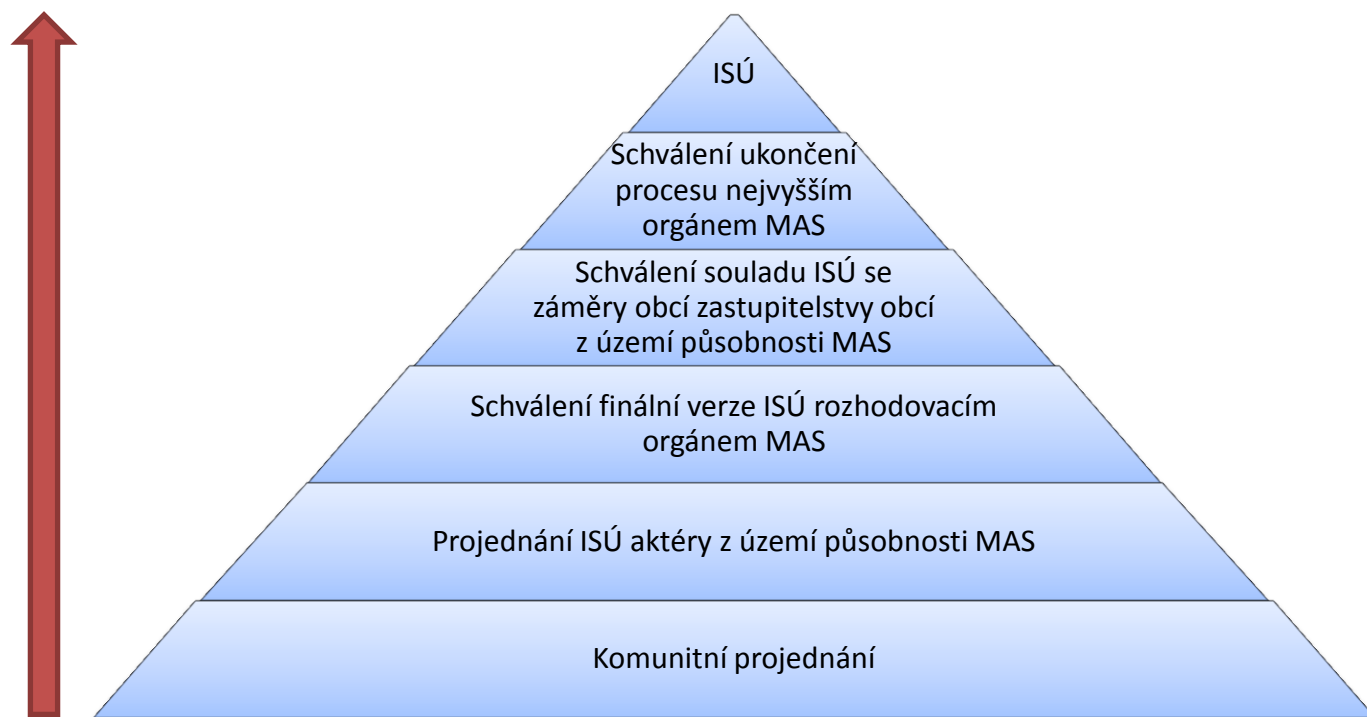 ISÚ
Schválení ukončení
procesu nejvyšším
orgánem MAS
Schválení souladu ISÚ se
záměry obcí zastupitelstvy obcí
z území působnosti MAS
Schválení finální verze ISÚ rozhodovacím
orgánem MAS
Projednání ISÚ aktéry z území působnosti MAS
Komunitní projednání